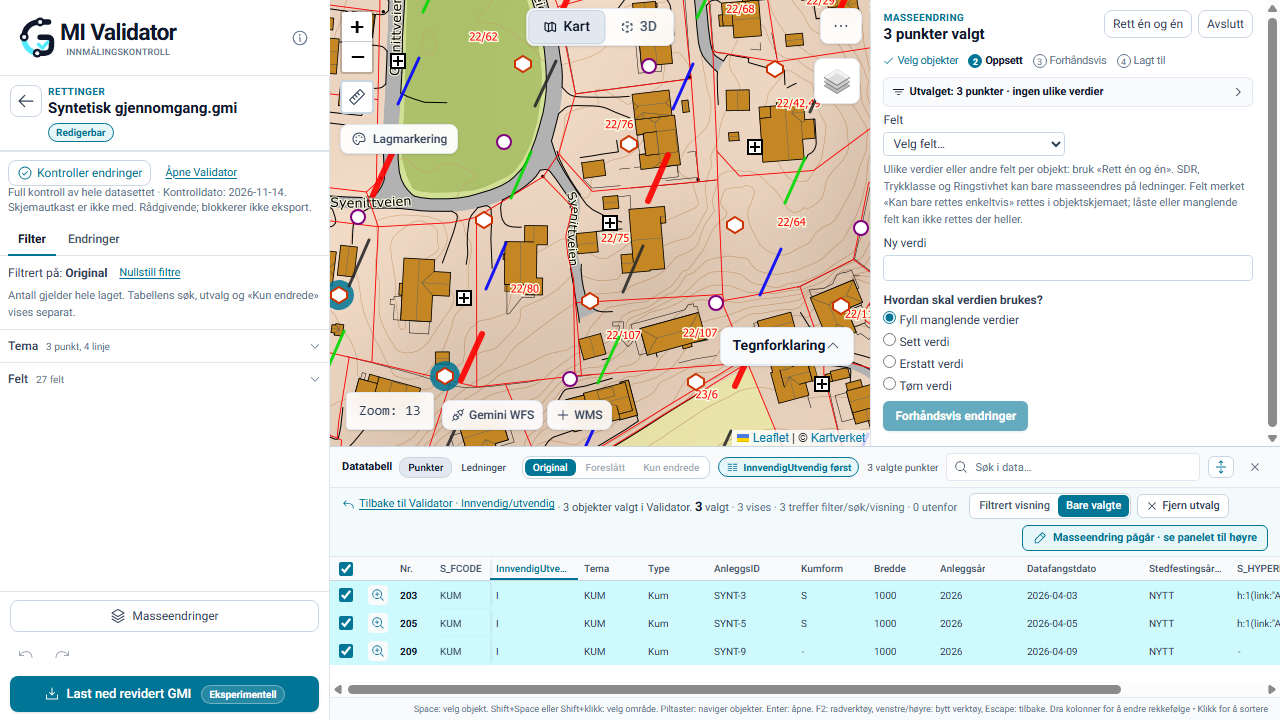 MI Validator
INNMÅLINGSKONTROLL
RETTINGER
Syntetisk gjennomgang.gmi
Redigerbar
Kontroller endringer
Åpne Validator
Full kontroll av hele datasettet · Kontrolldato: 2026-11-14.
Skjemautkast er ikke med. Rådgivende; blokkerer ikke eksport.
Filter Endringer
Filtrert på: Original Nullstill filtre
Antall gjelder hele laget. Tabellens søk, utvalg og «Kun endrede»
vises separat.
Tema 3 punkt, 4 linje
Felt 27 felt
Masseendringer
Last ned revidert GMI Eksperimentell
+
−
Kart 3D
...
Lagmarkering
22/62
22/68
22/29
22/76
22/75
22/64
22/80
22/107
22/107
23/6
Syenittveien
Syenittveien
Tegnforklaring
Zoom: 13
Gemini WFS
WMS
Leaflet | © Kartverket
MASSEENDRING
3 punkter valgt
Rett én og én
Avslutt
Velg objekter 2 Oppsett 3 Forhåndsvis 4 Lagt til
Utvalget: 3 punkter · ingen ulike verdier
Felt
Velg felt...
Ulike verdier eller andre felt per objekt: bruk «Rett én og én». SDR,
Trykklasse og Ringstivhet kan bare masseendres på ledninger. Felt merket
«Kan bare rettes enkeltvis» rettes i objektskjemaet; låste eller manglende
felt kan ikke rettes der heller.
Ny verdi
Hvordan skal verdien brukes?
Fyll manglende verdier
Sett verdi
Erstatt verdi
Tøm verdi
Forhåndsvis endringer
Datatabell Punkter Ledninger Original Foreslått Kun endrede InnvendigUtvendig først 3 valgte punkter Søk i data…
Tilbake til Validator · Innvendig/utvendig · 3 objekter valgt i Validator. 3 valgt · 3 vises · 3 treffer filter/søk/visning · 0 utenfor Filtrert visning Bare valgte Fjern utvalg
Masseendring pågår · se panelet til høyre
Nr. S_FCODE InnvendigUtve... Tema Type AnleggsID Kumform Bredde Anleggsår Datafangstdato Stedfestingsår... S_HYPER
203 KUM I KUM Kum SYNT-3 S 1000 2026 2026-04-03 NYTT h:1(link:"A
205 KUM I KUM Kum SYNT-5 S 1000 2026 2026-04-05 NYTT h:1(link:"A
209 KUM I KUM Kum SYNT-9 - 1000 2026 2026-04-09 NYTT -
Space: velg objekt. Shift+Space eller Shift+klikk: velg område. Piltaster: naviger objekter. Enter: åpne. F2: radverktøy, venstre/høyre: bytt verktøy, Escape: tilbake. Dra kolonner for å endre rekkefølge • Klikk for å sortere